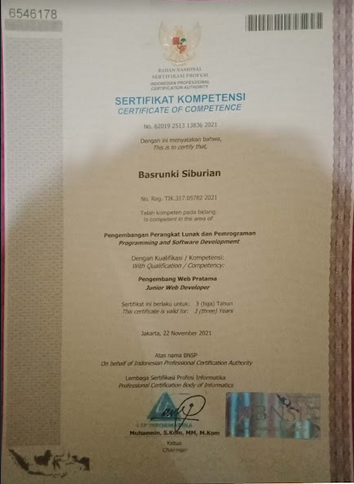 6546178
BADAN NASIONAL
SERTIFIKASI PROFESI
INDONESIAN PROFESSIONAL
CERTIFICATION AUTHORITY
SERTIFIKAT KOMPETENSI
CERTIFICATE OF COMPETENCE
No. 62019 2513 13836 2021
Dengan ini menyatakan bahwa,
This is to certify that,
Basrunki Siburian
No. Reg. TIK.317.05782 2021
Telah kompeten pada bidang:
Is competent in the area of:
Pengembangan Perangkat Lunak dan Pemrograman
Programming and Software Development
Dengan Kualifikasi / Kompetensi:
With Qualification / Competency:
Pengembang Web Pratama
Junior Web Developer
Sertifikat ini berlaku untuk: 3 (tiga) Tahun
This certificate is valid for: 3 (three) Years
Jakarta, 22 November 2021
Atas nama BNSP
On behalf of Indonesian Professional Certification Authority
Lembaga Sertifikasi Profesi Informatika
Professional Certification Body of Informatics
LSP INFORMATIKA
Muhaemin, S.Kom, MM, M.Kom
Ketua
Chairman
BNSP